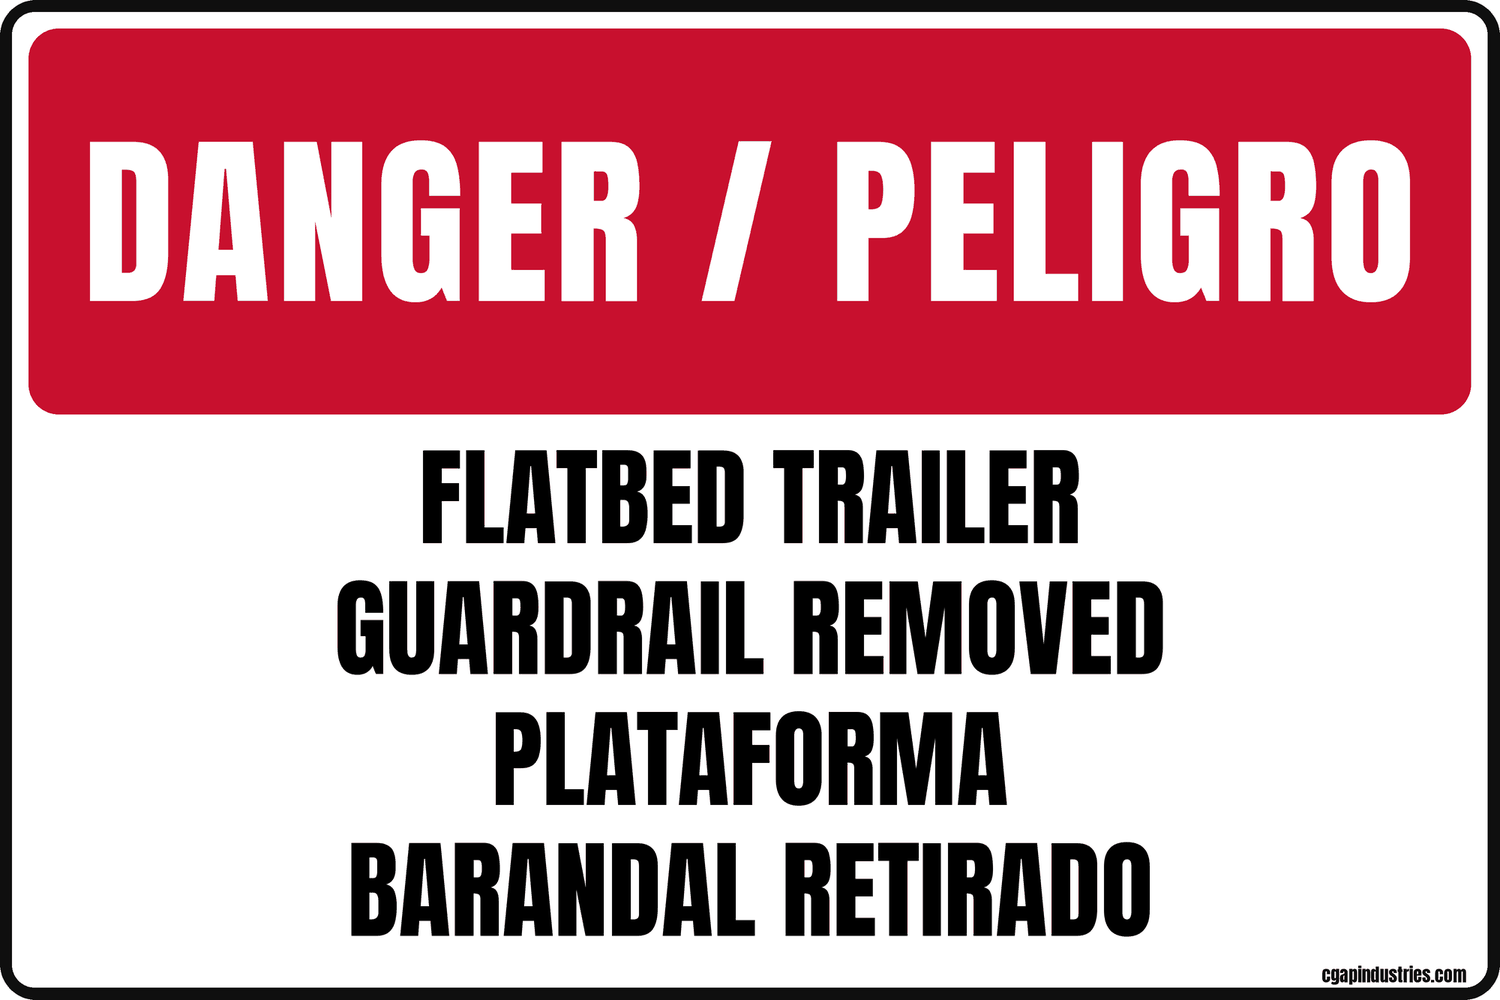 DANGER / PELIGRO
FLATBED TRAILER
GUARDRAIL REMOVED
PLATAFORMA
BARANDAL RETIRADO
cgapindustries.com